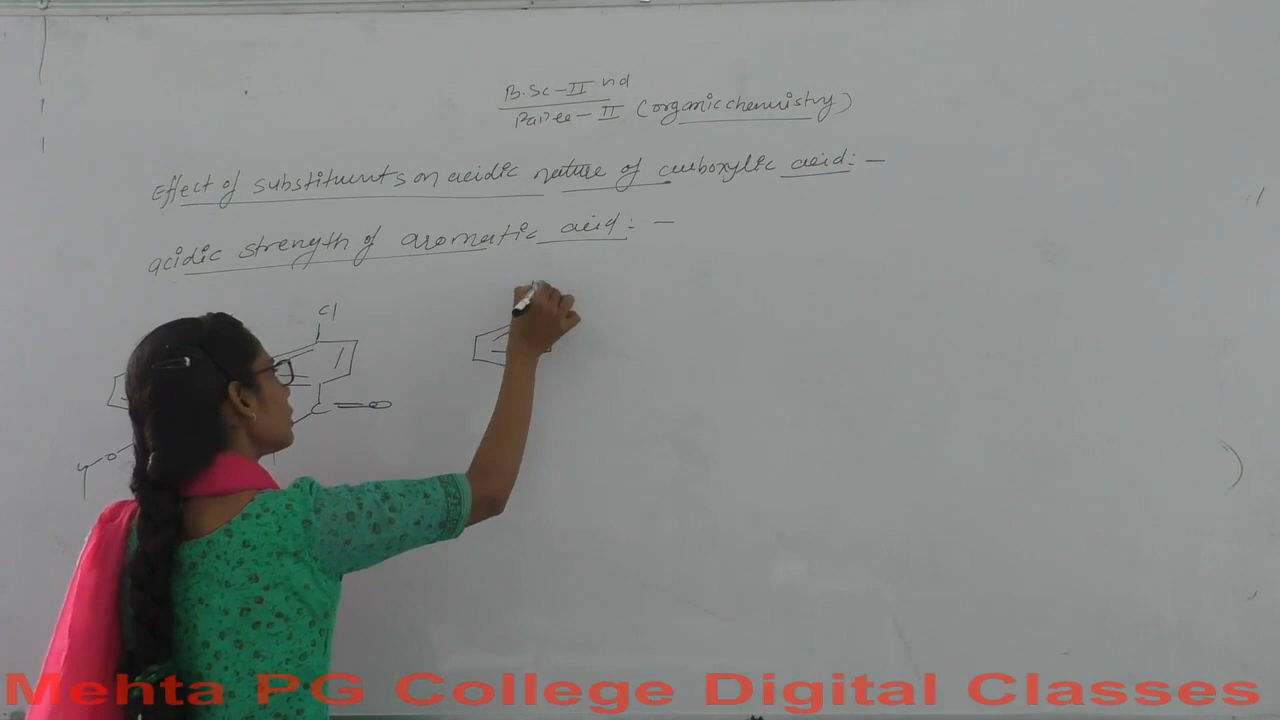 B.Sc-II nd
Paper-II (organic chemistry)
Effect of substituents on acidic nature of carboxylic acid:-
acidic strength of aromatic acid:-
Cl
C=O
O
Mehta PG College Digital Classes